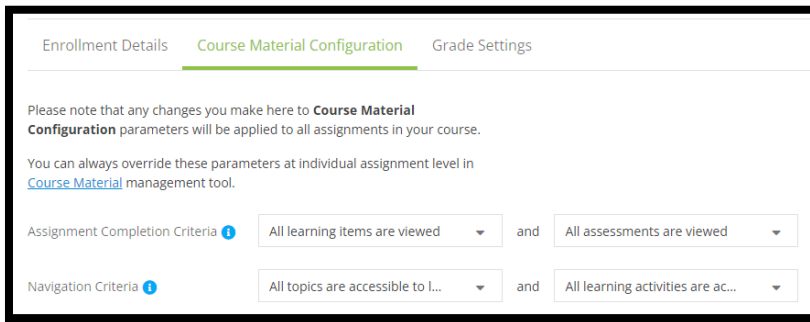 Enrollment Details Course Material Configuration Grade Settings
Please note that any changes you make here to Course Material
Configuration parameters will be applied to all assignments in your course.
You can always override these parameters at individual assignment level in
Course Material management tool.
Assignment Completion Criteria i All learning items are viewed and All assessments are viewed
Navigation Criteria i All topics are accessible to l... and All learning activities are ac...